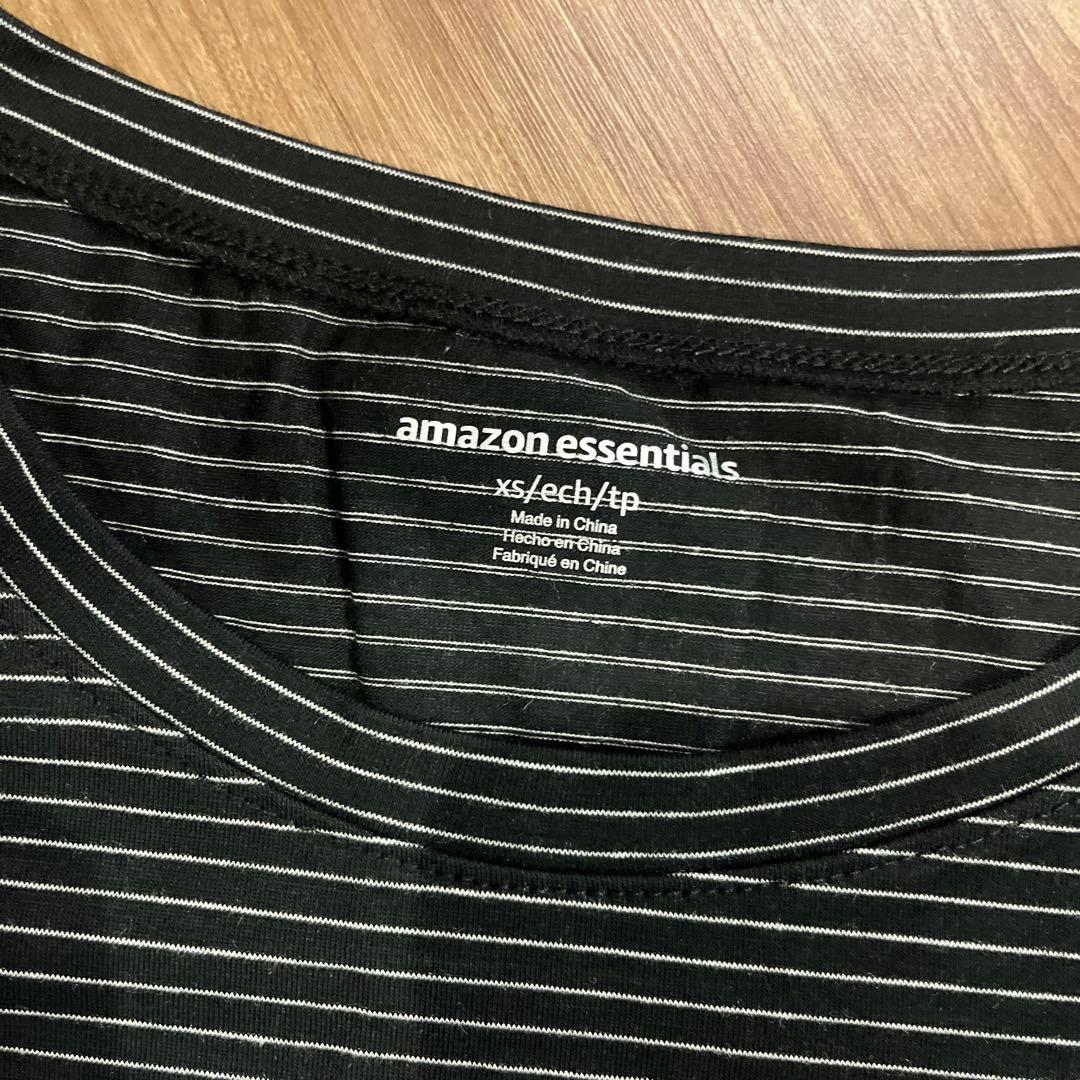 amazon essentials
xs/ech/tp
Made in China
Hecho en China
Fabriqué en Chine